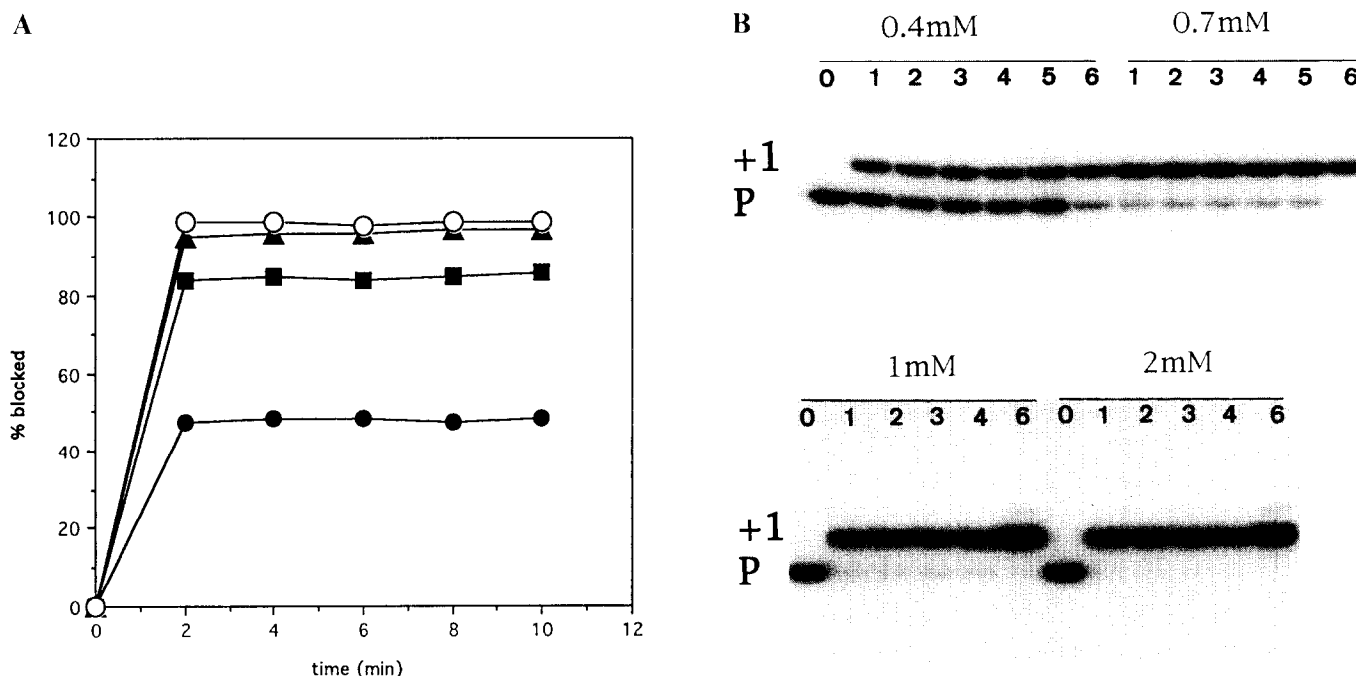 A
120
100
80
60
40
20
0
% blocked
0 2 4 6 8 10 12
time (min)
B
0.4mM 0.7mM
0 1 2 3 4 5 6 1 2 3 4 5 6
+1
P
1mM 2mM
0 1 2 3 4 6 0 1 2 3 4 6
+1
P